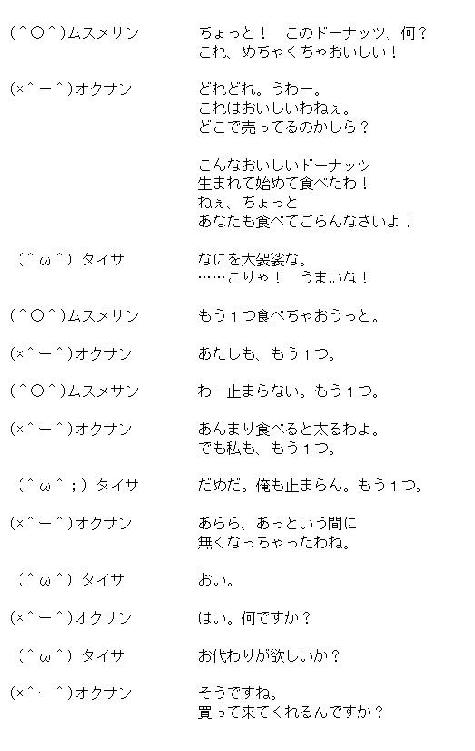 (^〇^)ムスメリン ちょっと！ このドーナッツ、何？
これ、めちゃくちゃおいしい！
(×^ー^)オクサン どれどれ。うわー。
これはおいしいわねぇ。
どこで売ってるのかしら？
こんなおいしいドーナッツ
生まれて始めて食べたわ！
ねぇ、ちょっと
あなたも食べてごらんなさいよ！
(^ω^) タイサ なにを大袈裟な。
……こりゃ！ うまいな！
(^〇^)ムスメリン もう１つ食べちゃおうっと。
(×^ー^)オクサン あたしも、もう１つ。
(^〇^)ムスメサン わ 止まらない。もう１つ。
(×^ー^)オクサン あんまり食べると太るわよ。
でも私も、もう１つ。
(^ω^；) タイサ だめだ。俺も止まらん。もう１つ。
(×^ー^)オクサン あらら、あっという間に
無くなっちゃったわね。
(^ω^) タイサ おい。
(×^ー^)オクリン はい。何ですか？
(^ω^) タイサ お代わりが欲しいか？
(×^ー^)オクサン そうですね。
買って来てくれるんですか？